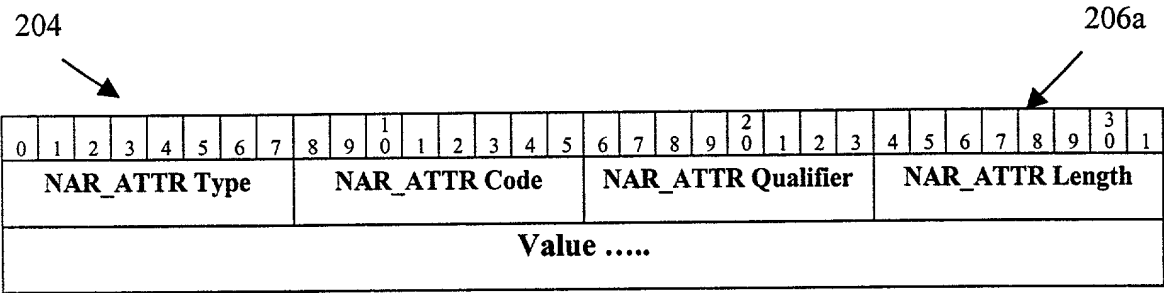 204 206a
1 2 3
0 1 2 3 4 5 6 7 8 9 0 1 2 3 4 5 6 7 8 9 0 1 2 3 4 5 6 7 8 9 0 1
NAR_ATTR Type NAR_ATTR Code NAR_ATTR Qualifier NAR_ATTR Length
Value .....